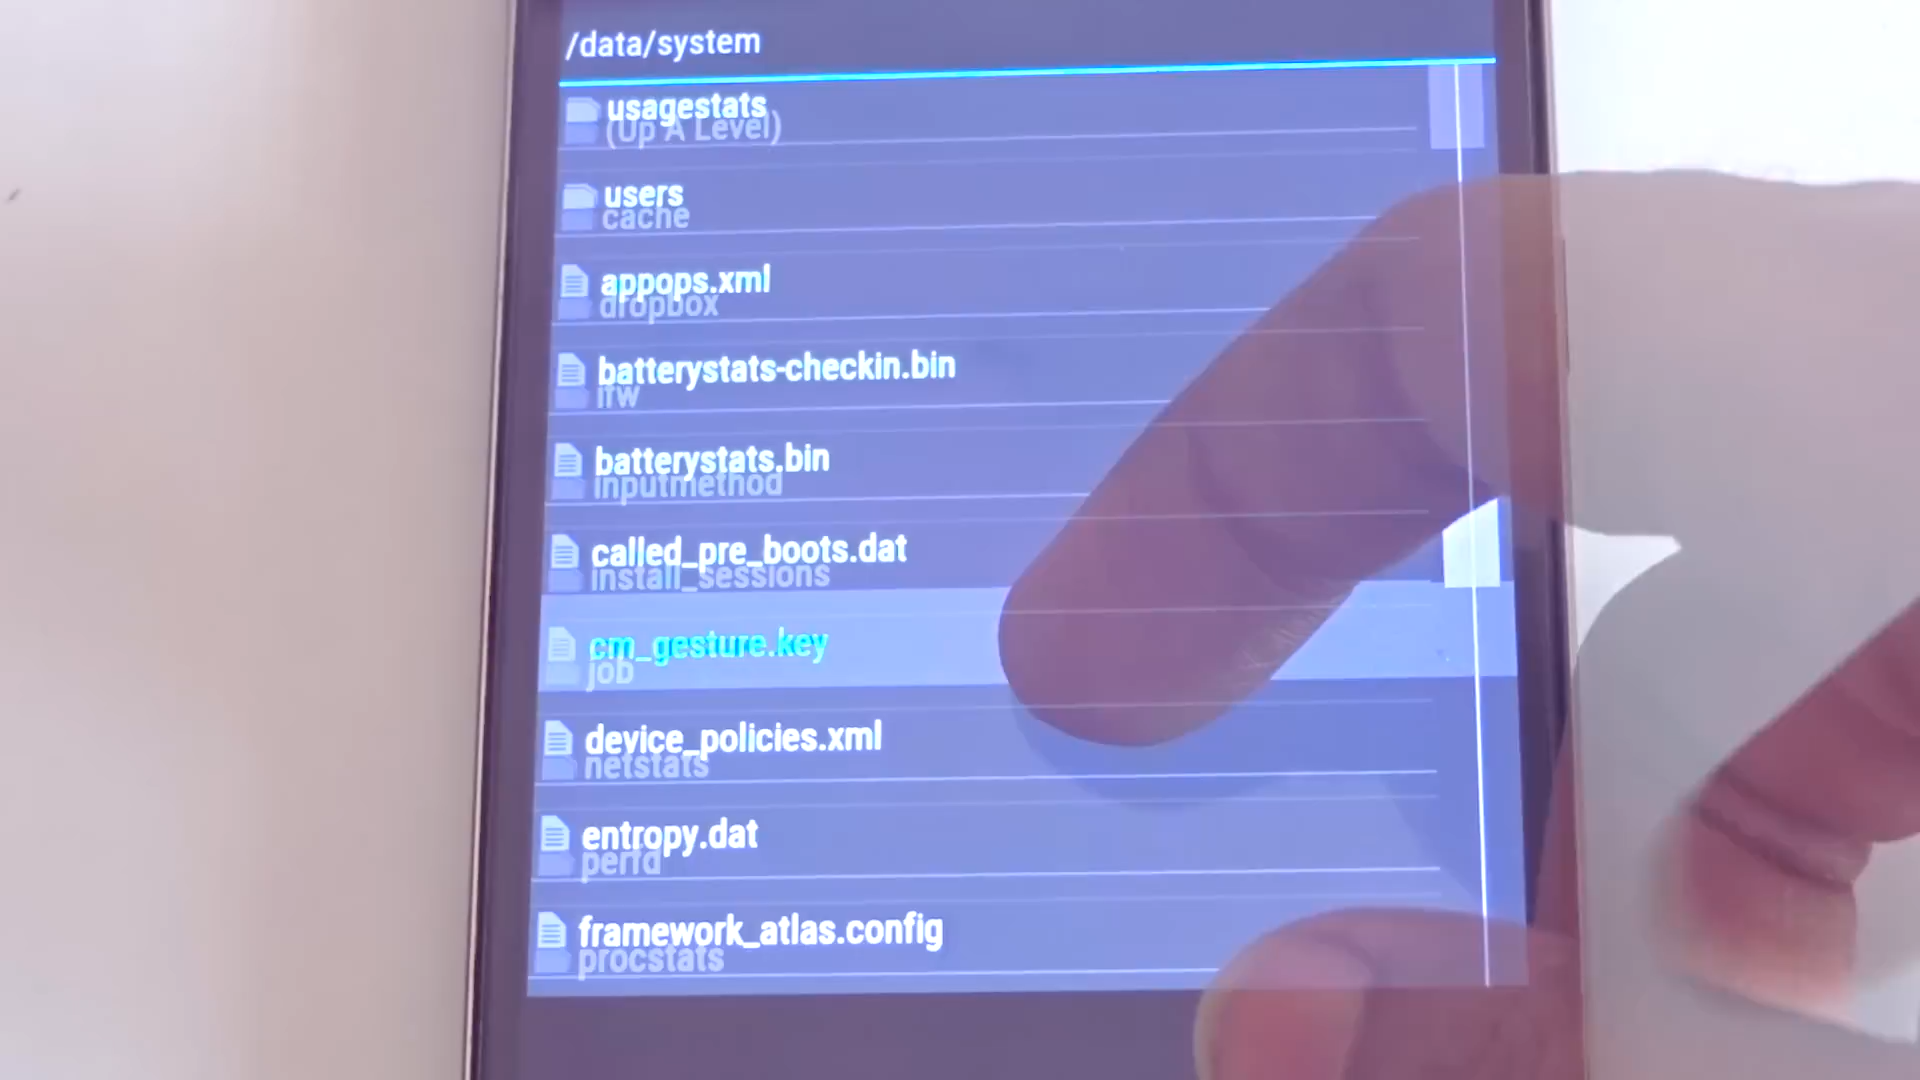 /data/system
usagestats
(Up A Level)
users
cache
appops.xml
dropbox
batterystats-checkin.bin
ifw
batterystats.bin
inputmethod
called_pre_boots.dat
install_sessions
cm_gesture.key
job
device_policies.xml
netstats
entropy.dat
perfd
framework_atlas.config
procstats